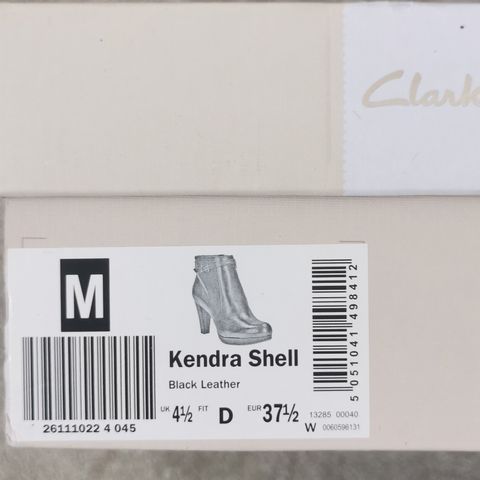 Clark
M
Kendra Shell
Black Leather
UK 4½ FIT D EUR 37½
26111022 4 045
5 051041 498412
13285 00040
W 0060596131